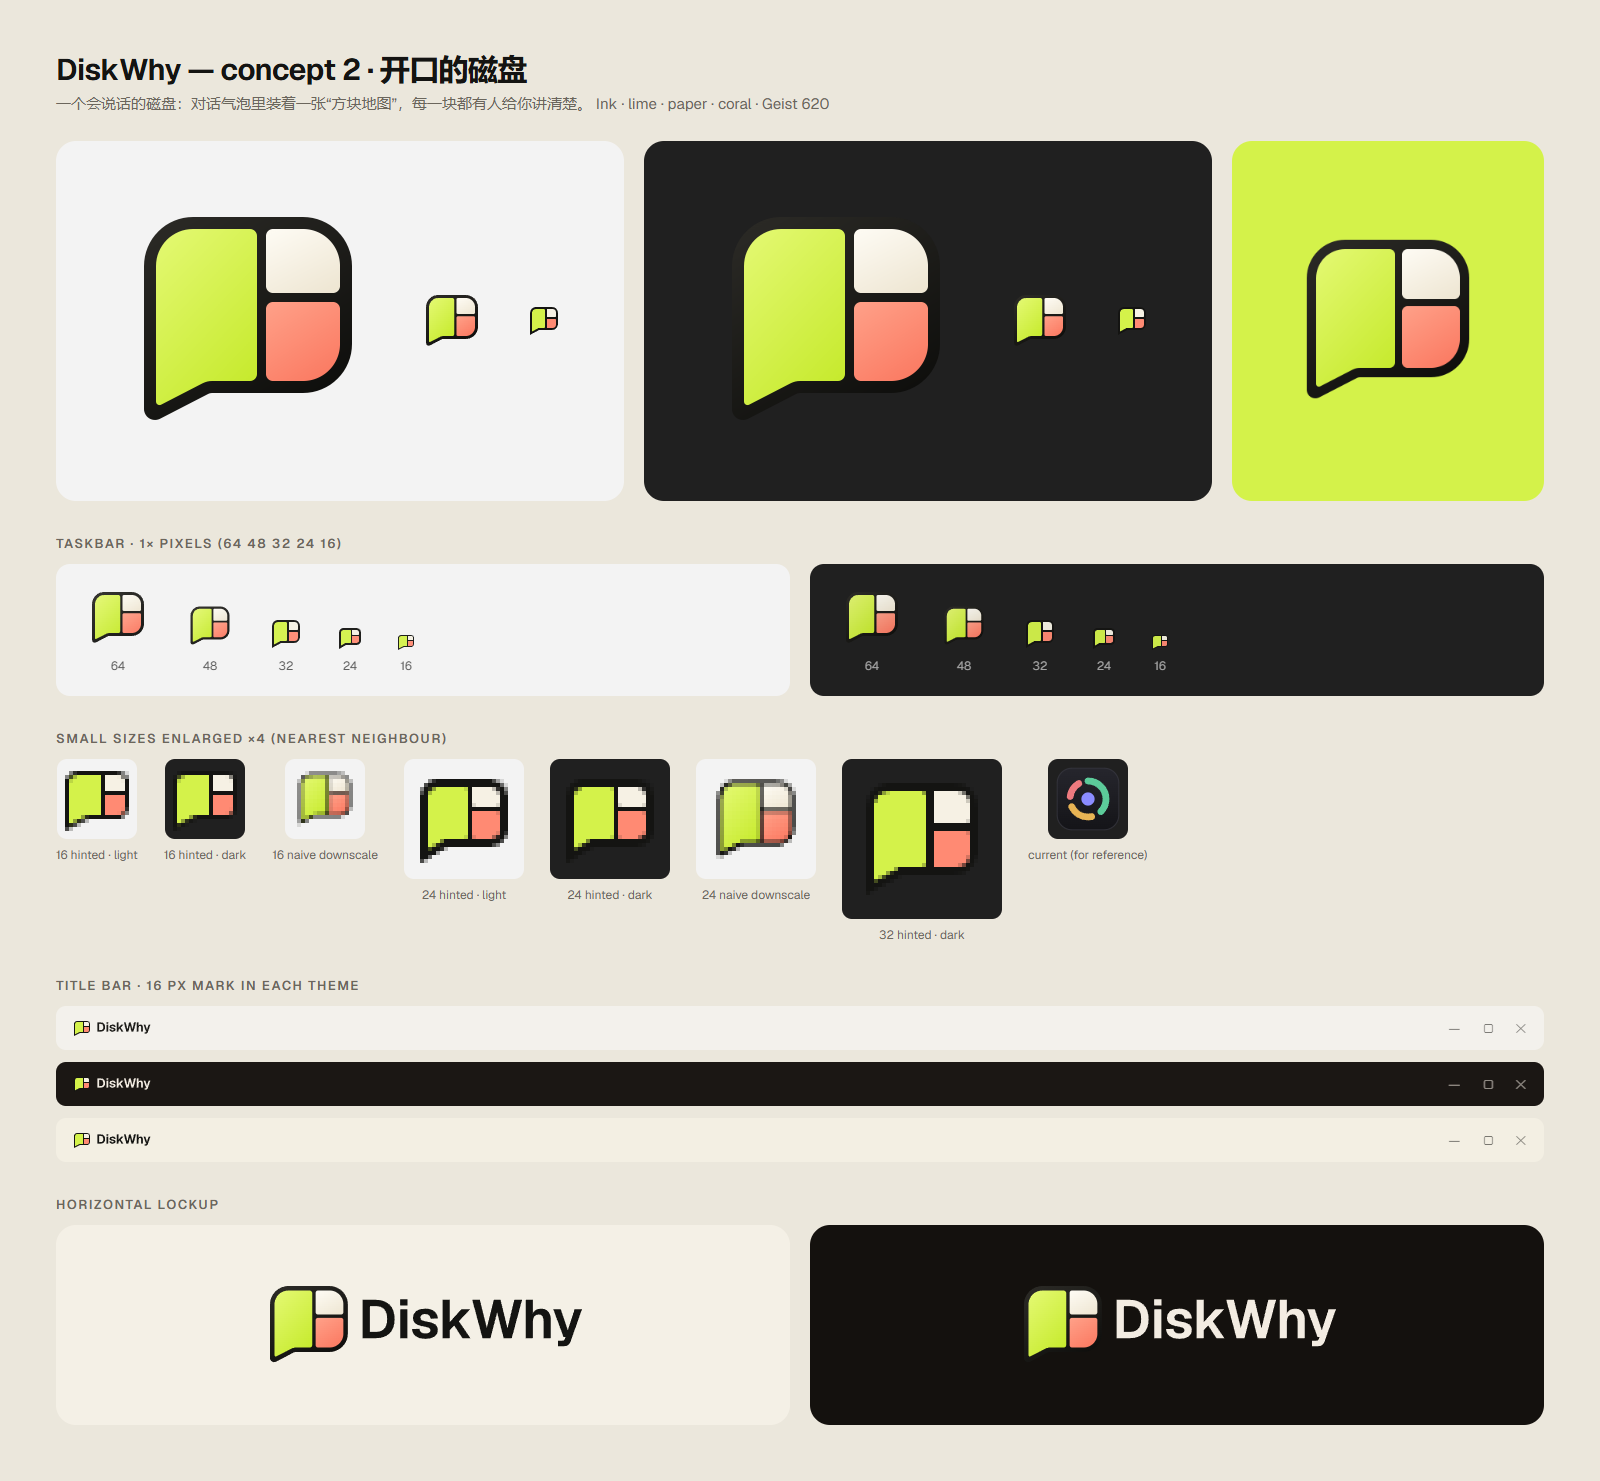 DiskWhy — concept 2 · 开口的磁盘
一个会说话的磁盘：对话气泡里装着一张“方块地图”，每一块都有人给你讲清楚。 Ink · lime · paper · coral · Geist 620
TASKBAR · 1× PIXELS (64 48 32 24 16)
64 48 32 24 16
64 48 32 24 16
SMALL SIZES ENLARGED ×4 (NEAREST NEIGHBOUR)
16 hinted · light
16 hinted · dark
16 naive downscale
24 hinted · light
24 hinted · dark
24 naive downscale
32 hinted · dark
current (for reference)
TITLE BAR · 16 PX MARK IN EACH THEME
DiskWhy
DiskWhy
DiskWhy
HORIZONTAL LOCKUP
DiskWhy
DiskWhy